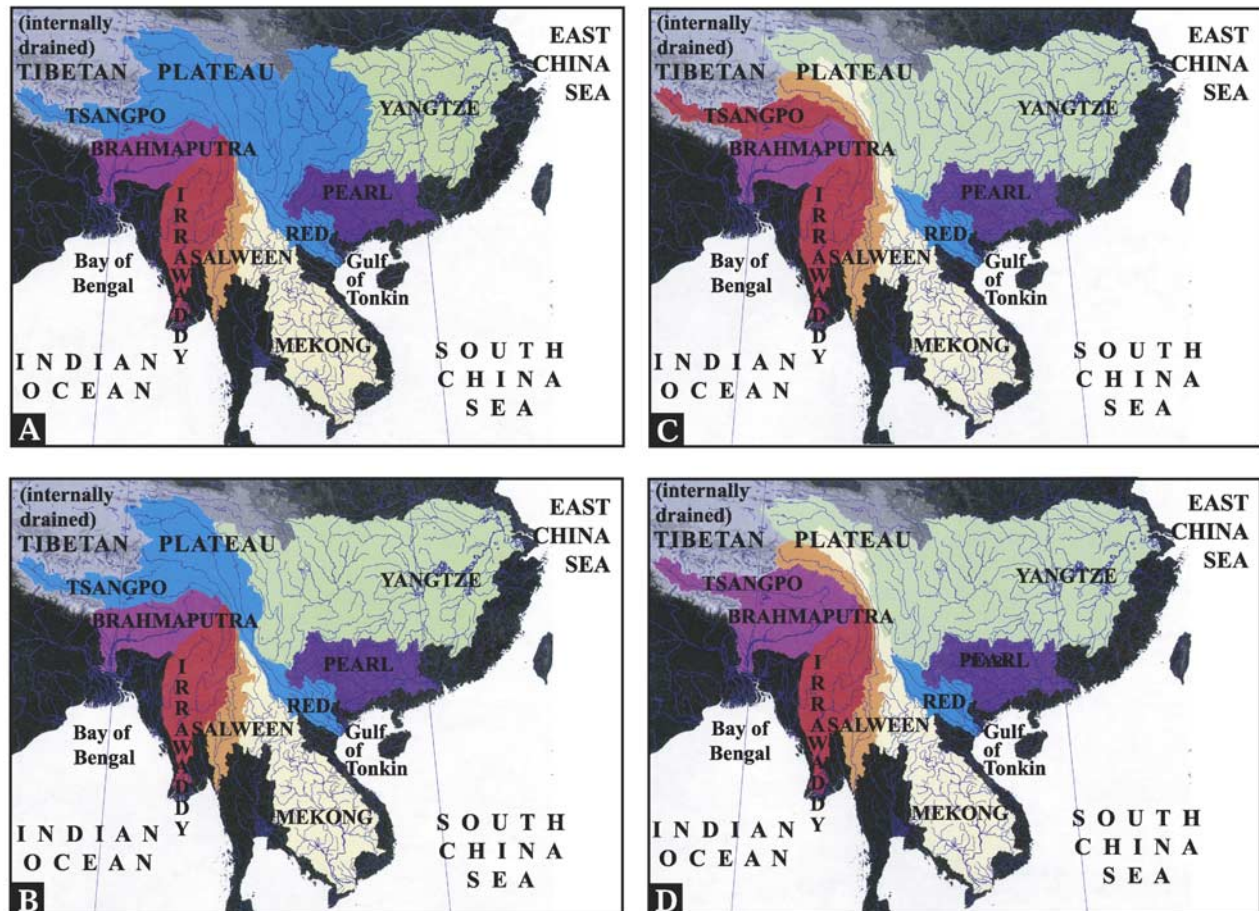 (internally
drained)
TIBETAN PLATEAU
TSANGPO
BRAHMAPUTRA
YANGTZE
EAST
CHINA
SEA
PEARL
RED
IRRAWADDY
SALWEEN
MEKONG
Bay of
Bengal
Gulf
of
Tonkin
INDIAN
OCEAN
SOUTH
CHINA
SEA
A
(internally
drained)
TIBETAN PLATEAU
TSANGPO
BRAHMAPUTRA
YANGTZE
EAST
CHINA
SEA
PEARL
RED
IRRAWADDY
SALWEEN
MEKONG
Bay of
Bengal
Gulf
of
Tonkin
INDIAN
OCEAN
SOUTH
CHINA
SEA
C
(internally
drained)
TIBETAN PLATEAU
TSANGPO
BRAHMAPUTRA
YANGTZE
EAST
CHINA
SEA
PEARL
RED
IRRAWADDY
SALWEEN
MEKONG
Bay of
Bengal
Gulf
of
Tonkin
INDIAN
OCEAN
SOUTH
CHINA
SEA
B
(internally
drained)
TIBETAN PLATEAU
TSANGPO
BRAHMAPUTRA
YANGTZE
EAST
CHINA
SEA
PEARL
RED
IRRAWADDY
SALWEEN
MEKONG
Bay of
Bengal
Gulf
of
Tonkin
INDIAN
OCEAN
SOUTH
CHINA
SEA
D